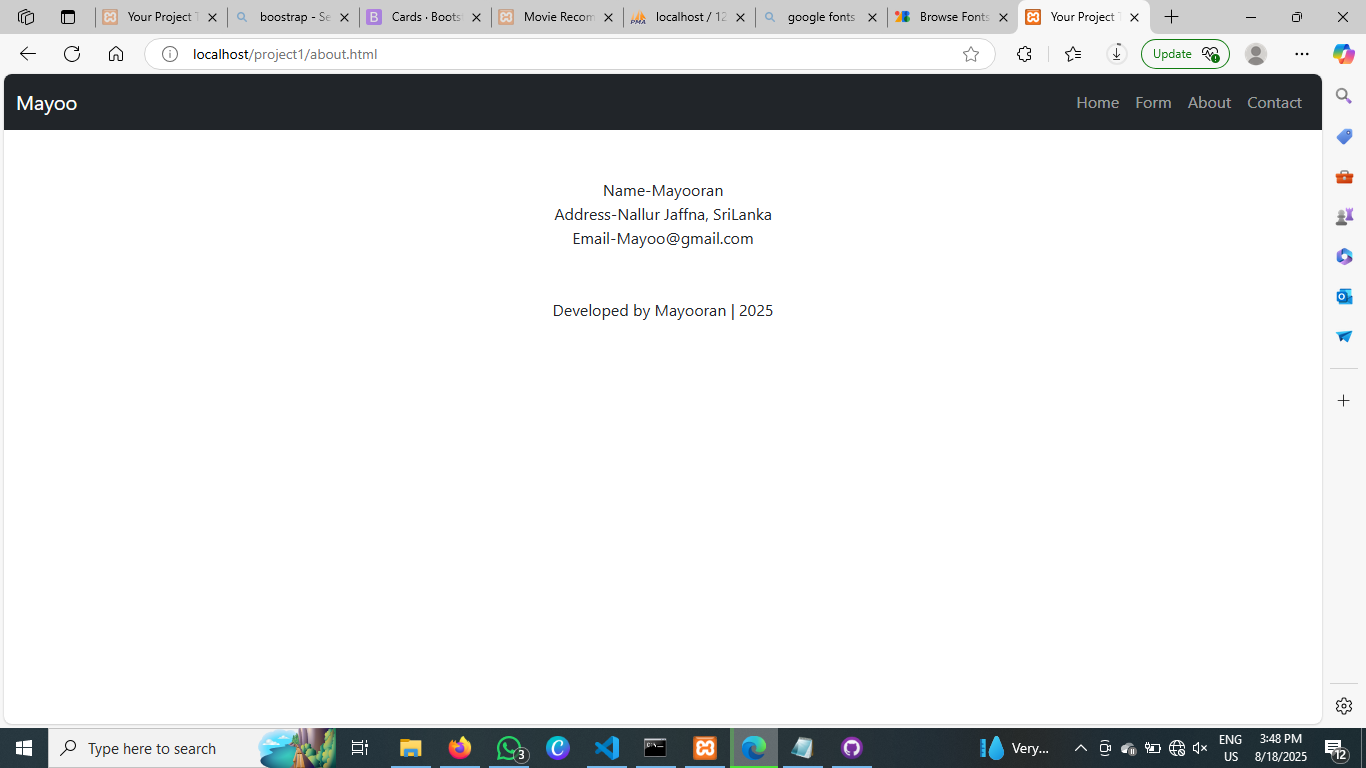 Your Project T
boostrap - Se
Cards · Boots
Movie Recom
localhost / 12
google fonts
Browse Fonts
Your Project T
localhost/project1/about.html
Update
Mayoo
Home Form About Contact
Name-Mayooran
Address-Nallur Jaffna, SriLanka
Email-Mayoo@gmail.com
Developed by Mayooran | 2025
Type here to search
3
Very...
ENG
US
3:48 PM
8/18/2025
12